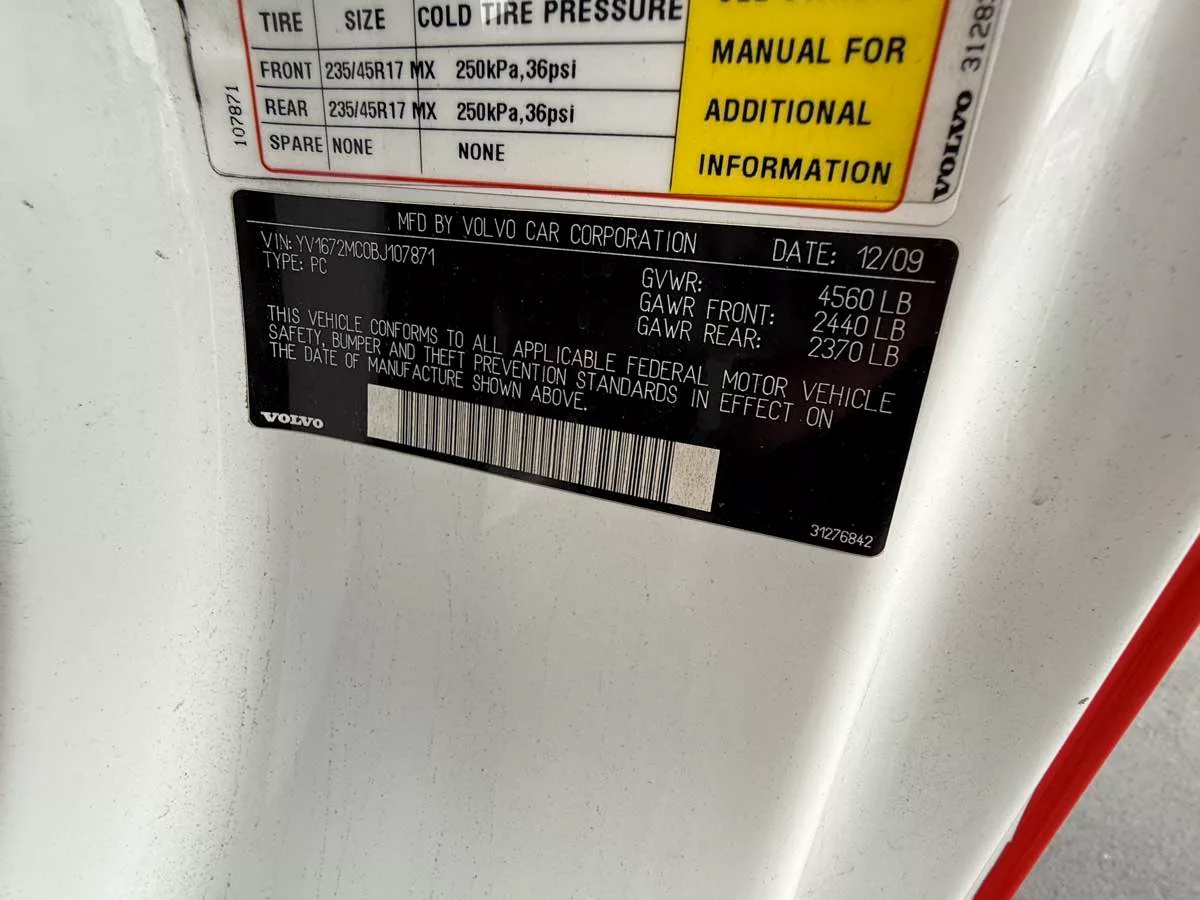 TIRE SIZE COLD TIRE PRESSURE
FRONT 235/45R17 MX 250kPa,36psi
REAR 235/45R17 MX 250kPa,36psi
SPARE NONE NONE
MANUAL FOR
ADDITIONAL
INFORMATION
107871
VOLVO 3128
MFD BY VOLVO CAR CORPORATION DATE: 12/09
VIN: YV1672MC0BJ107871
TYPE: PC
GVWR: 4560 LB
GAWR FRONT: 2440 LB
GAWR REAR: 2370 LB
THIS VEHICLE CONFORMS TO ALL APPLICABLE FEDERAL MOTOR VEHICLE
SAFETY, BUMPER AND THEFT PREVENTION STANDARDS IN EFFECT ON
THE DATE OF MANUFACTURE SHOWN ABOVE.
VOLVO
31276842